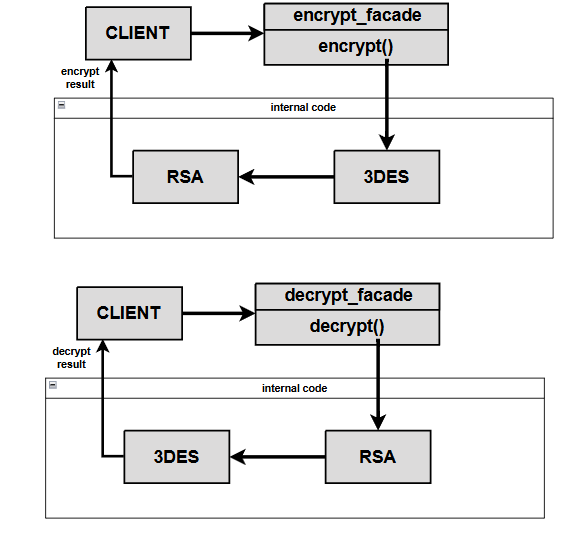 CLIENT
encrypt_facade
encrypt()
encrypt
result
internal code
RSA
3DES
CLIENT
decrypt_facade
decrypt()
decrypt
result
internal code
3DES
RSA